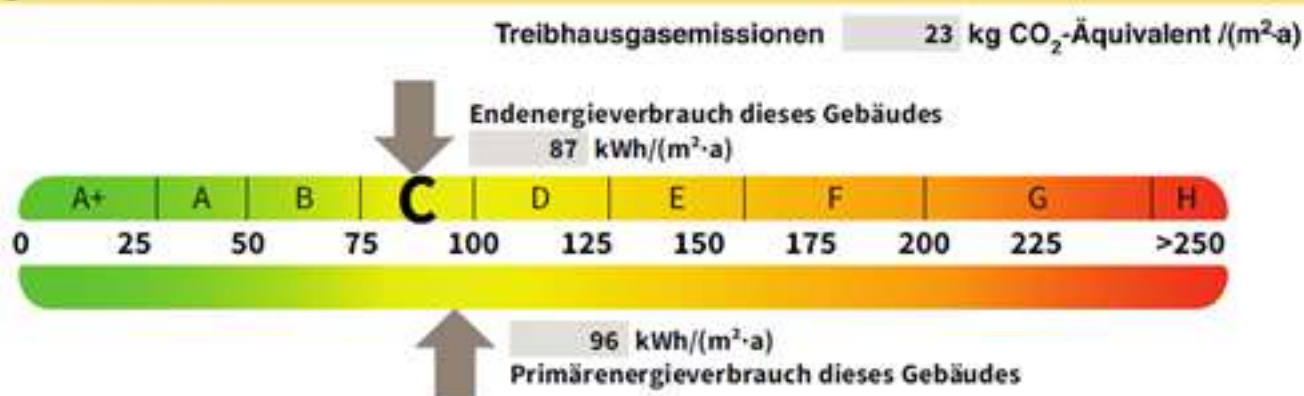 Treibhausgasemissionen 23 kg CO₂-Äquivalent /(m²·a)
Endenergieverbrauch dieses Gebäudes
87 kWh/(m²·a)
A+ A B C D E F G H
0 25 50 75 100 125 150 175 200 225 >250
96 kWh/(m²·a)
Primärenergieverbrauch dieses Gebäudes